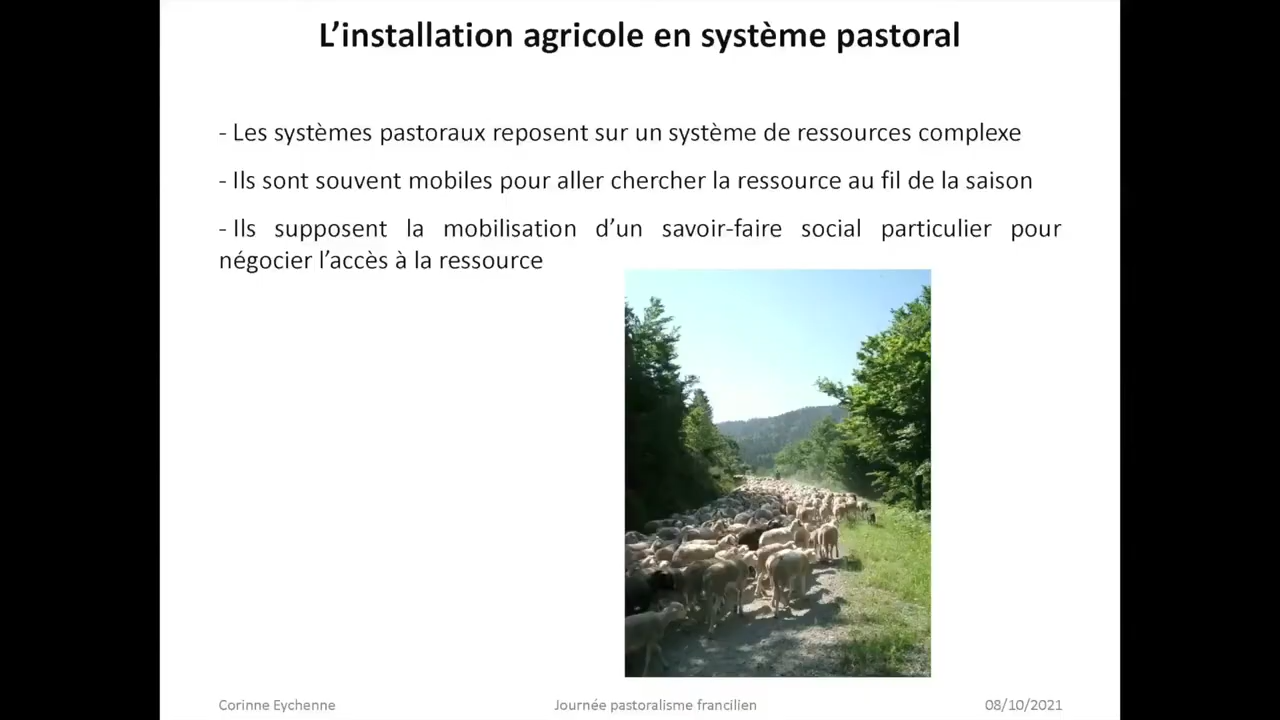 L’installation agricole en système pastoral
- Les systèmes pastoraux reposent sur un système de ressources complexe
- Ils sont souvent mobiles pour aller chercher la ressource au fil de la saison
- Ils supposent la mobilisation d’un savoir-faire social particulier pour
négocier l’accès à la ressource
Corinne Eychenne
Journée pastoralisme francilien
08/10/2021